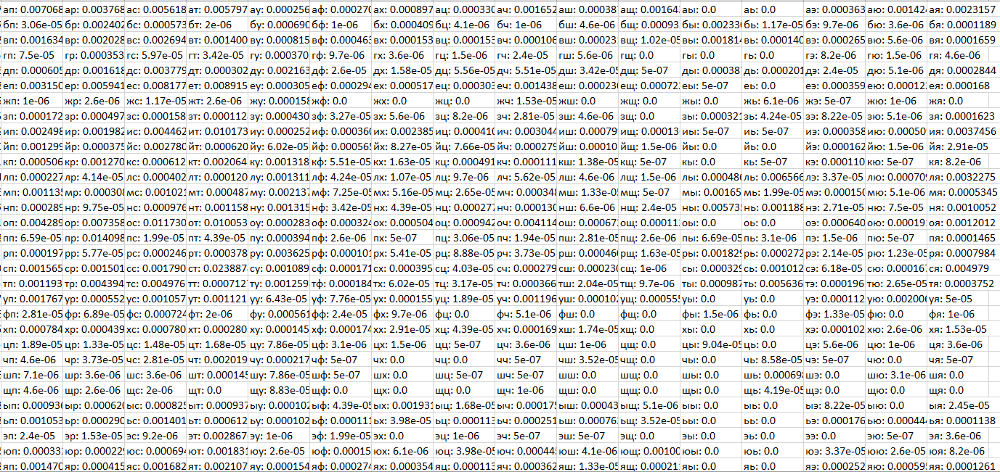 ап: 0.007068 ар: 0.003768 ас: 0.005618 ат: 0.005797 ау: 0.000256 аф: 0.000270 ах: 0.000897 ац: 0.000330 ач: 0.001652 аш: 0.00038 ащ: 0.00164 аы: 0.0 аь: 0.0 аэ: 0.000363 аю: 0.00142 ая: 0.0023157
бп: 3.06e-05 бр: 0.002402 бс: 0.000573 бт: 2e-06 бу: 0.000690 бф: 1e-06 бх: 0.000409 бц: 4.1e-06 бч: 1e-06 бш: 4.6e-06 бщ: 0.00093 бы: 0.002330 бь: 1.17e-05 бэ: 9.7e-06 бю: 3.6e-06 бя: 0.0001189
вп: 0.001634 вр: 0.002028 вс: 0.002694 вт: 0.001400 ву: 0.000815 вф: 0.000463 вх: 0.000153 вц: 0.000153 вч: 0.000106 вш: 0.00023 вщ: 1.02e-05 вы: 0.001814 вь: 0.000140 вэ: 0.000265 вю: 5.6e-06 вя: 0.0001659
гп: 7.5e-05 гр: 0.000353 гс: 5.97e-05 гт: 3.42e-05 гу: 0.000370 гф: 9.7e-06 гх: 3.6e-06 гц: 1.5e-06 гч: 2.4e-05 гш: 5.6e-06 гщ: 0.0 гы: 0.0 гь: 0.0 гэ: 8.2e-06 гю: 1.5e-06 гя: 4.6e-06
дп: 0.000605 др: 0.001618 дс: 0.003779 дт: 0.000302 ду: 0.002163 дф: 2.6e-05 дх: 1.58e-05 дц: 5.56e-05 дч: 5.51e-05 дш: 3.42e-05 дщ: 5e-07 ды: 0.00038 дь: 0.000201 дэ: 2.4e-05 дю: 5.1e-06 дя: 0.0002844
еп: 0.003150 ер: 0.005941 ес: 0.008177 ет: 0.008915 еу: 0.000305 еф: 0.000294 ех: 0.000517 ец: 0.000303 еч: 0.001438 еш: 0.000230 ещ: 0.000722 еы: 5e-07 еь: 0.0 еэ: 0.000359 ею: 0.00012 ея: 0.000168
жп: 1e-06 жр: 2.6e-06 жс: 1.17e-05 жт: 2.6e-06 жу: 0.000158 жф: 0.0 жх: 0.0 жц: 0.0 жч: 1.53e-05 жш: 0.0 жщ: 0.0 жы: 0.0 жь: 6.1e-06 жэ: 5e-07 жю: 1e-06 жя: 0.0
зп: 0.000172 зр: 0.000497 зс: 0.000158 зт: 0.000112 зу: 0.000430 зф: 3.27e-05 зх: 5.6e-06 зц: 8.2e-06 зч: 2.81e-05 зш: 4.6e-06 зщ: 0.0 зы: 0.000321 зь: 4.24e-05 зэ: 8.22e-05 зю: 5.1e-06 зя: 0.0001623
ип: 0.002498 ир: 0.001982 ис: 0.004462 ит: 0.010173 иу: 0.000252 иф: 0.000360 их: 0.002385 иц: 0.000410 ич: 0.003044 иш: 0.00079 ищ: 0.00013 иы: 5e-07 иь: 5e-07 иэ: 0.000358 ию: 0.00050 ия: 0.0037456
йп: 0.001299 йр: 0.000375 йс: 0.002780 йт: 0.000620 йу: 6.02e-05 йф: 0.000565 йх: 8.27e-05 йц: 7.66e-05 йч: 0.000279 йш: 0.00010 йщ: 1.5e-06 йы: 0.0 йь: 0.0 йэ: 0.000162 йю: 1.5e-06 йя: 2.91e-05
кп: 0.000506 кр: 0.001270 кс: 0.000612 кт: 0.002064 ку: 0.001318 кф: 5.51e-05 кх: 1.63e-05 кц: 0.000491 кч: 0.000111 кш: 1.38e-05 кщ: 5e-07 кы: 0.0 кь: 5e-07 кэ: 0.000110 кю: 5e-07 кя: 8.2e-06
лп: 0.000227 лр: 4.14e-05 лс: 0.000402 лт: 0.000120 лу: 0.001311 лф: 4.24e-05 лх: 1.07e-05 лц: 9.7e-06 лч: 5.62e-05 лш: 4.6e-06 лщ: 1.5e-06 лы: 0.000486 ль: 0.006566 лэ: 3.37e-05 лю: 0.00070 ля: 0.0032275
мп: 0.001135 мр: 0.000308 мс: 0.001021 мт: 0.000487 му: 0.002137 мф: 7.25e-05 мх: 5.16e-05 мц: 2.65e-05 мч: 0.000348 мш: 1.33e-05 мщ: 5e-07 мы: 0.00165 мь: 1.99e-05 мэ: 0.000150 мю: 5.1e-06 мя: 0.0005345
нп: 0.000289 нр: 9.75e-05 нс: 0.000976 нт: 0.001158 ну: 0.001315 нф: 3.42e-05 нх: 4.39e-05 нц: 0.000277 нч: 0.000130 нш: 6.6e-06 нщ: 2.4e-05 ны: 0.005735 нь: 0.001188 нэ: 2.71e-05 ню: 7.5e-05 ня: 0.0010052
оп: 0.004289 ор: 0.007358 ос: 0.011730 от: 0.010053 оу: 0.000283 оф: 0.000324 ох: 0.000504 оц: 0.000942 оч: 0.004114 ош: 0.00067 ощ: 0.00011 оы: 0.0 оь: 0.0 оэ: 0.000640 ою: 0.00019 оя: 0.0012012
пп: 6.59e-05 пр: 0.014098 пс: 1.99e-05 пт: 4.39e-05 пу: 0.000394 пф: 2.6e-06 пх: 5e-07 пц: 3.06e-05 пч: 1.94e-05 пш: 2.81e-05 пщ: 2.6e-06 пы: 6.69e-05 пь: 3.1e-06 пэ: 1.5e-06 пю: 5e-07 пя: 0.0001465
рп: 0.000197 рр: 5.77e-05 рс: 0.000246 рт: 0.000378 ру: 0.003625 рф: 0.000101 рх: 5.41e-05 рц: 8.88e-05 рч: 3.73e-05 рш: 0.000460 рщ: 1.63e-05 ры: 0.001829 рь: 0.000272 рэ: 2.14e-05 рю: 1.23e-05 ря: 0.0007984
сп: 0.001565 ср: 0.001501 сс: 0.001790 ст: 0.023887 су: 0.001089 сф: 0.000171 сх: 0.000395 сц: 4.03e-05 сч: 0.000279 сш: 0.000230 сщ: 1e-06 сы: 0.000329 сь: 0.001012 сэ: 6.18e-05 сю: 0.00016 ся: 0.004979
тп: 0.001193 тр: 0.004394 тс: 0.004976 тт: 0.000712 ту: 0.001259 тф: 0.000184 тх: 6.02e-05 тц: 3.17e-05 тч: 0.000366 тш: 2.04e-05 тщ: 9.7e-06 ты: 0.000987 ть: 0.005636 тэ: 0.000196 тю: 2.65e-05 тя: 0.0003752
уп: 0.001767 ур: 0.000552 ус: 0.001057 ут: 0.001121 уу: 6.43e-05 уф: 7.76e-05 ух: 0.000155 уц: 1.89e-05 уч: 0.001196 уш: 0.000102 ущ: 0.000555 уы: 0.0 уь: 0.0 уэ: 0.000112 ую: 0.002000 уя: 5e-05
фп: 2.81e-05 фр: 6.89e-05 фс: 0.000724 фт: 2e-06 фу: 0.000561 фф: 2.4e-05 фх: 9.7e-06 фц: 0.0 фч: 5.1e-06 фш: 0.0 фщ: 0.0 фы: 1.5e-06 фь: 0.0 фэ: 1.33e-05 фю: 0.0 фя: 1e-06
хп: 0.000784 хр: 0.000439 хс: 0.000780 хт: 0.000280 ху: 0.000145 хф: 0.000174 хх: 2.91e-05 хц: 4.39e-05 хч: 0.000169 хш: 1.74e-05 хщ: 0.0 хы: 0.0 хь: 0.0 хэ: 0.000102 хю: 2.6e-06 хя: 1.53e-05
цп: 1.89e-05 цр: 1.33e-05 цс: 1.48e-05 цт: 1.68e-05 цу: 7.86e-05 цф: 3.1e-06 цх: 1.5e-06 цц: 5e-07 цч: 3.6e-06 цш: 1e-06 цщ: 0.0 цы: 9.04e-05 ць: 0.0 цэ: 5.6e-06 цю: 1e-06 ця: 3.6e-06
чп: 4.6e-06 чр: 3.73e-05 чс: 2.81e-05 чт: 0.002019 чу: 0.000217 чф: 5e-07 чх: 0.0 чц: 0.0 чч: 5e-07 чш: 3.52e-05 чщ: 0.0 чы: 0.0 чь: 8.58e-05 чэ: 5e-07 чю: 0.0 чя: 5e-07
шп: 7.1e-06 шр: 3.6e-06 шс: 3.6e-06 шт: 0.000145 шу: 7.86e-05 шф: 5e-07 шх: 0.0 шц: 5e-07 шч: 5e-07 шш: 0.0 шщ: 0.0 шы: 0.0 шь: 0.000698 шэ: 0.0 шю: 3.1e-06 шя: 0.0
щп: 4.6e-06 щр: 2.6e-06 щс: 2e-06 щт: 0.0 щу: 8.83e-05 щф: 0.0 щх: 0.0 щц: 0.0 щч: 1e-06 щш: 0.0 щщ: 0.0 щы: 0.0 щь: 4.19e-05 щэ: 0.0 щю: 0.0 щя: 0.0
ып: 0.000936 ыр: 0.000620 ыс: 0.000825 ыт: 0.000937 ыу: 0.000102 ыф: 4.39e-05 ых: 0.001931 ыц: 1.68e-05 ыч: 0.000175 ыш: 0.00043 ыщ: 5.1e-06 ыы: 0.0 ыь: 0.0 ыэ: 8.22e-05 ыю: 0.0 ыя: 2.45e-05
ьп: 0.001053 ьр: 0.000290 ьс: 0.001401 ьт: 0.000612 ьу: 0.000102 ьф: 0.000111 ьх: 3.98e-05 ьц: 0.000113 ьч: 0.000251 ьш: 0.00076 ьщ: 3.52e-05 ьы: 0.0 ьь: 0.0 ьэ: 0.000176 ью: 0.000444 ья: 0.0001138
эп: 2.4e-05 эр: 1.53e-05 эс: 9.2e-06 эт: 0.002867 эу: 1e-06 эф: 1.99e-05 эх: 0.0 эц: 1e-06 эч: 5e-07 эш: 5e-07 эщ: 0.0 эы: 0.0 эь: 0.0 ээ: 0.0 эю: 5e-07 эя: 3.6e-06
юп: 0.00033 юр: 0.000229 юс: 0.000694 ют: 0.001831 юу: 2.6e-05 юф: 0.00015 юх: 6.1e-06 юц: 3.98e-05 юч: 0.000445 юш: 4.1e-06 ющ: 0.00100 юы: 0.0 юь: 0.0 юэ: 3.37e-05 юю: 2.6e-05 юя: 8.2e-06
яп: 0.001470 яр: 0.000415 яс: 0.001682 ят: 0.002107 яу: 0.000154 яф: 0.000274 ях: 0.000354 яц: 0.000113 яч: 0.000362 яш: 1.33e-05 ящ: 0.00021 яы: 0.0 яь: 0.0 яэ: 0.000252 яю: 0.00059 яя: 0.0001261